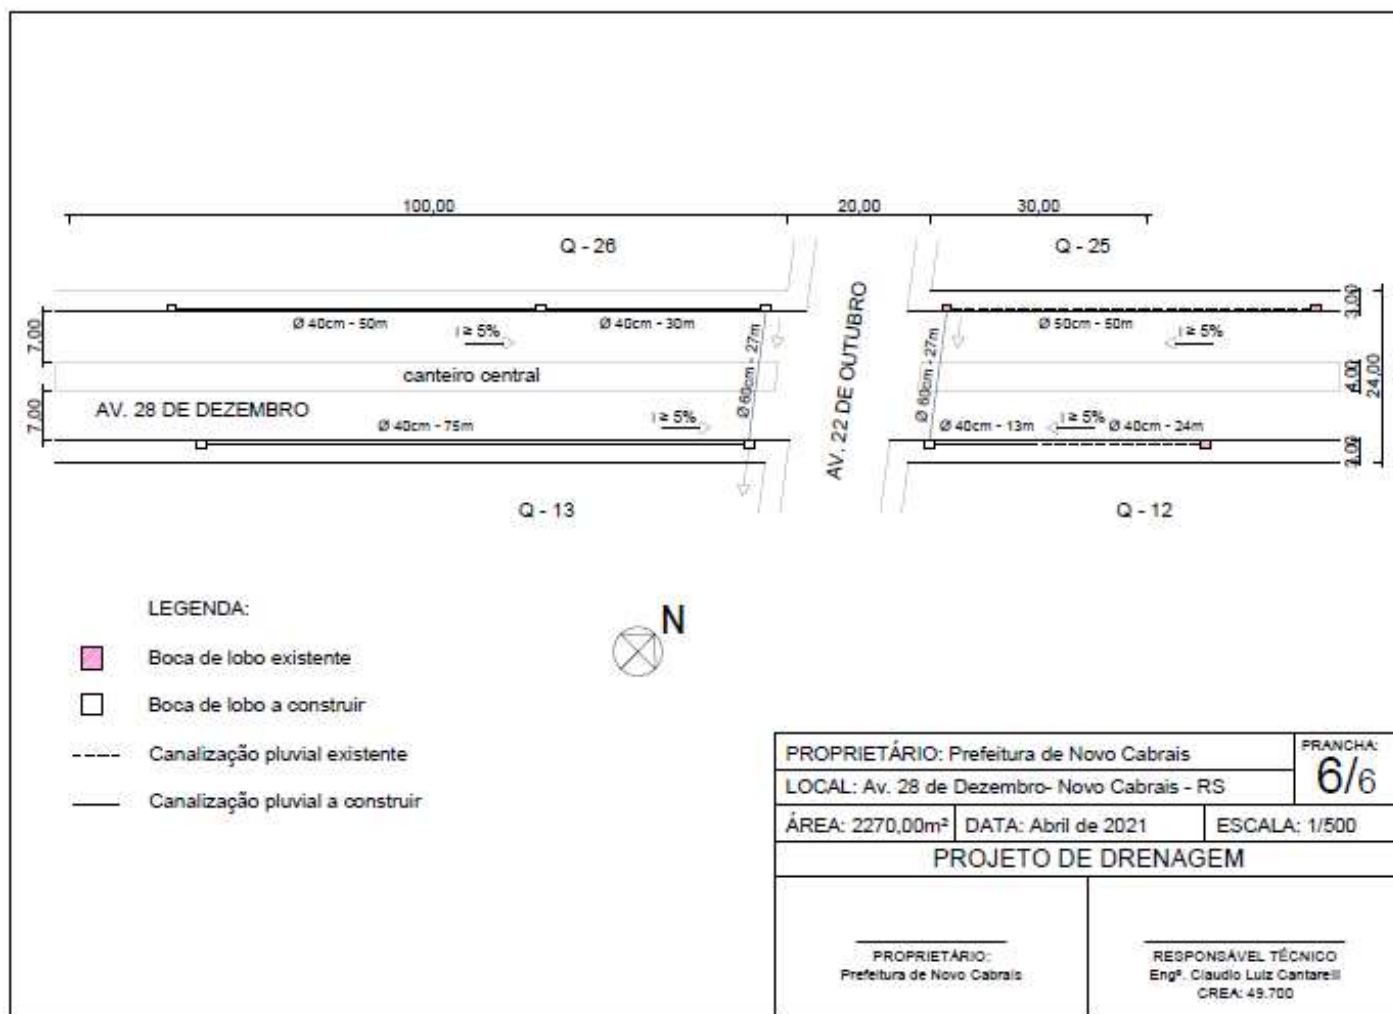 100,00
20,00
30,00
Q - 26
Q - 25
Ø 40cm - 50m
Ø 40cm - 30m
Ø 50cm - 50m
3,00
7,00
i ≥ 5%
i ≥ 5%
Ø 60cm - 27m
Ø 60cm - 27m
canteiro central
4,00
24,00
AV. 22 DE OUTUBRO
7,00
AV. 28 DE DEZEMBRO
Ø 40cm - 75m
i ≥ 5%
Ø 40cm - 13m
i ≥ 5%
Ø 40cm - 24m
Q - 13
Q - 12
LEGENDA:
N
Boca de lobo existente
Boca de lobo a construir
Canalização pluvial existente
Canalização pluvial a construir
PROPRIETÁRIO: Prefeitura de Novo Cabrais
PRANCHA:
6/6
LOCAL: Av. 28 de Dezembro- Novo Cabrais - RS
ÁREA: 2270,00m² DATA: Abril de 2021 ESCALA: 1/500
PROJETO DE DRENAGEM
PROPRIETÁRIO:
Prefeitura de Novo Cabrais
RESPONSÁVEL TÉCNICO
Engº. Claudio Luiz Cantarelli
CREA: 49.700